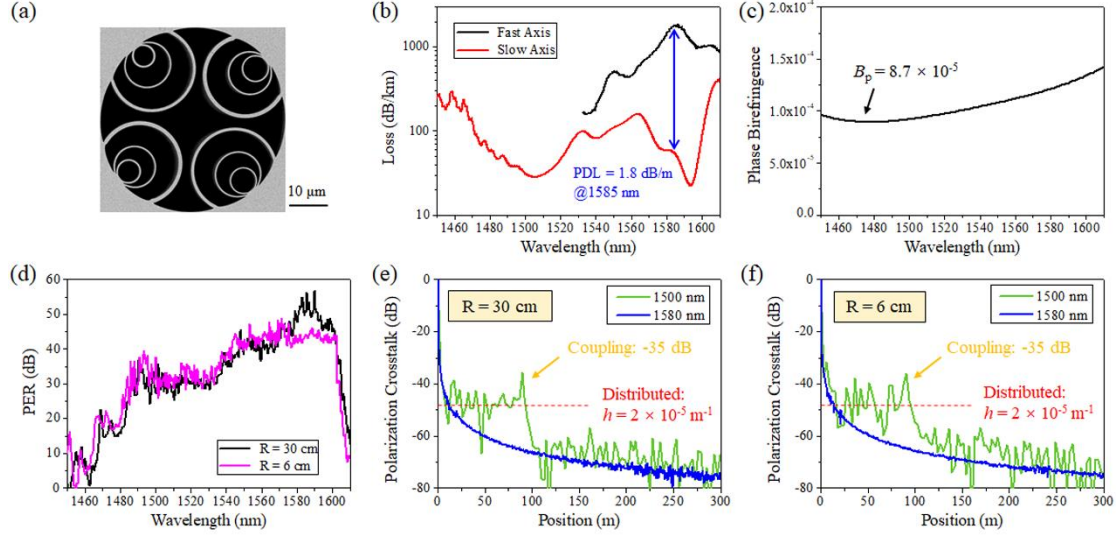 (a)
10 μm
(b)
Fast Axis
Slow Axis
1000
100
10
Loss (dB/km)
PDL = 1.8 dB/m
@1585 nm
1460 1480 1500 1520 1540 1560 1580 1600
Wavelength (nm)
(c)
2.0x10⁻⁴
1.5x10⁻⁴
1.0x10⁻⁴
5.0x10⁻⁵
0.0
Phase Birefringence
Bₚ = 8.7 × 10⁻⁵
1460 1480 1500 1520 1540 1560 1580 1600
Wavelength (nm)
(d)
60
50
40
30
20
10
0
PER (dB)
R = 30 cm
R = 6 cm
1460 1480 1500 1520 1540 1560 1580 1600
Wavelength (nm)
(e)
0
-20
-40
-60
-80
Polarization Crosstalk (dB)
R = 30 cm
1500 nm
1580 nm
Coupling: -35 dB
Distributed:
h = 2 × 10⁻⁵ m⁻¹
0 50 100 150 200 250 300
Position (m)
(f)
0
-20
-40
-60
-80
Polarization Crosstalk (dB)
R = 6 cm
1500 nm
1580 nm
Coupling: -35 dB
Distributed:
h = 2 × 10⁻⁵ m⁻¹
0 50 100 150 200 250 300
Position (m)